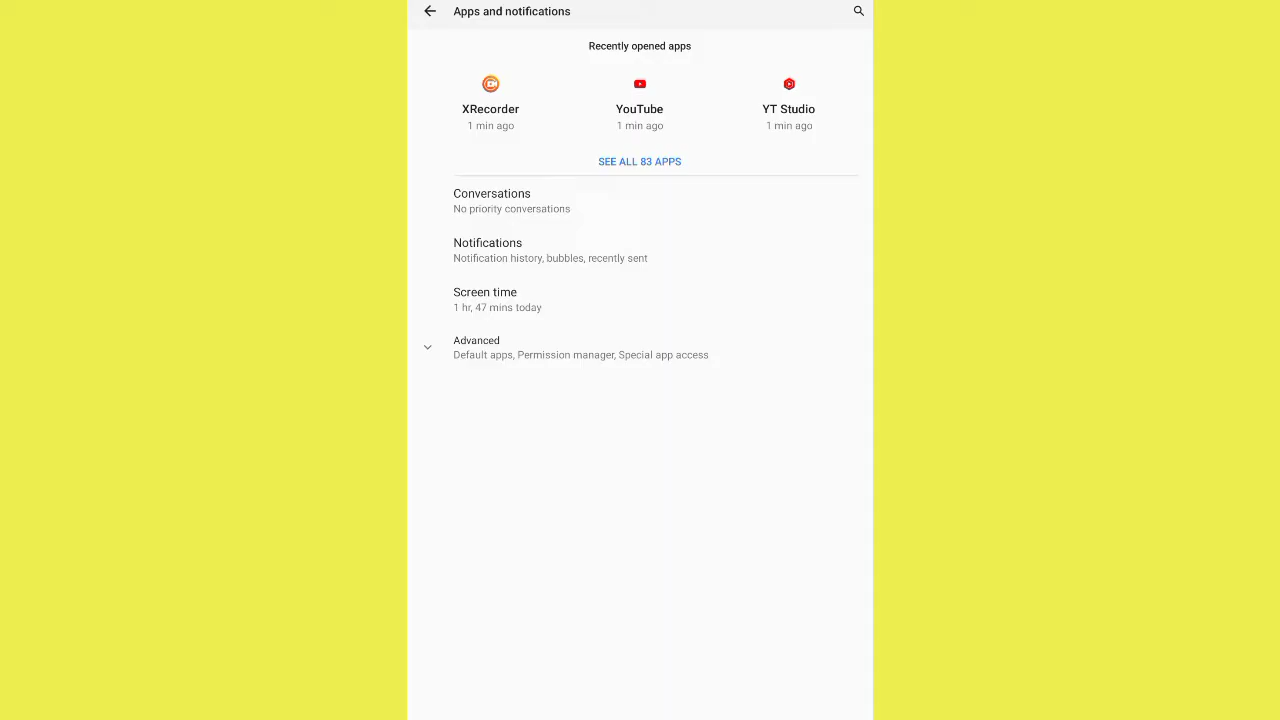 Apps and notifications
Recently opened apps
XRecorder
1 min ago
YouTube
1 min ago
YT Studio
1 min ago
SEE ALL 83 APPS
Conversations
No priority conversations
Notifications
Notification history, bubbles, recently sent
Screen time
1 hr, 47 mins today
Advanced
Default apps, Permission manager, Special app access